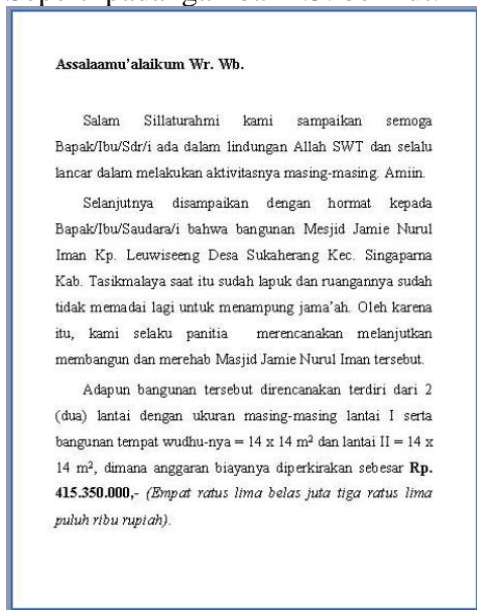 Assalaamu’alaikum Wr. Wb.
Salam Sillaturahmi kami sampaikan semoga
Bapak/Ibu/Sdr/i ada dalam lindungan Allah SWT dan selalu
lancar dalam melakukan aktivitasnya masing-masing. Amiin.
Selanjutnya disampaikan dengan hormat kepada
Bapak/Ibu/Saudara/i bahwa bangunan Mesjid Jamie Nurul
Iman Kp. Leuwiseeng Desa Sukaherang Kec. Singaparna
Kab. Tasikmalaya saat itu sudah lapuk dan ruangannya sudah
tidak memadai lagi untuk menampung jama’ah. Oleh karena
itu, kami selaku panitia merencanakan melanjutkan
membangun dan merehab Masjid Jamie Nurul Iman tersebut.
Adapun bangunan tersebut direncanakan terdiri dari 2
(dua) lantai dengan ukuran masing-masing lantai I serta
bangunan tempat wudhu-nya = 14 x 14 m² dan lantai II = 14 x
14 m², dimana anggaran biayanya diperkirakan sebesar Rp.
415.350.000,- (Empat ratus lima belas juta tiga ratus lima
puluh ribu rupiah).